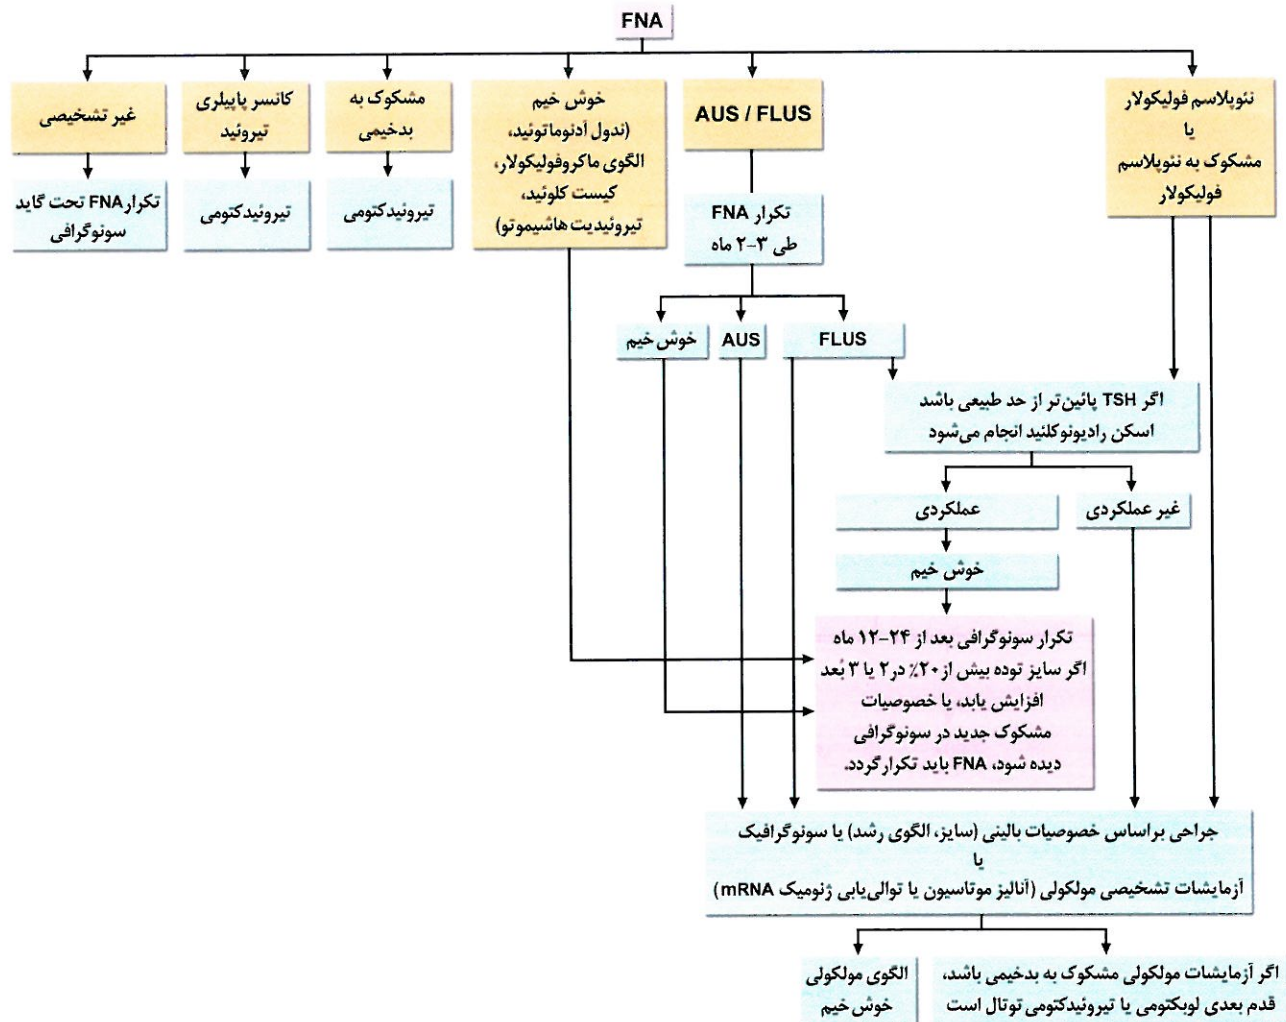 FNA
غیر تشخیصی
تکرار FNA تحت گاید
سونوگرافی
کانسر پاپیلری
تیروئید
تیروئیدکتومی
مشکوک به
بدخیمی
تیروئیدکتومی
خوش خیم
(ندول آدنوماتوئید،
الگوی ماکروفولیکولار،
کیست کلوئید،
تیروئیدیت هاشیموتو)
AUS / FLUS
تکرار FNA
طی ۳-۲ ماه
خوش خیم
AUS
FLUS
نئوپلاسم فولیکولار
یا
مشکوک به نئوپلاسم
فولیکولار
اگر TSH پائین‌تر از حد طبیعی باشد
اسکن رادیونوکلئید انجام می‌شود
عملکردی
غیر عملکردی
خوش خیم
تکرار سونوگرافی بعد از ۲۴-۱۲ ماه
اگر سایز توده بیش از ۲۰٪ در ۲ یا ۳ بُعد
افزایش یابد، یا خصوصیات
مشکوک جدید در سونوگرافی
دیده شود، FNA باید تکرار گردد.
جراحی براساس خصوصیات بالینی (سایز، الگوی رشد) یا سونوگرافیک
یا
آزمایشات تشخیصی مولکولی (آنالیز موتاسیون یا توالی‌یابی ژنومیک mRNA)
الگوی مولکولی
خوش خیم
اگر آزمایشات مولکولی مشکوک به بدخیمی باشد،
قدم بعدی لوبکتومی یا تیروئیدکتومی توتال است